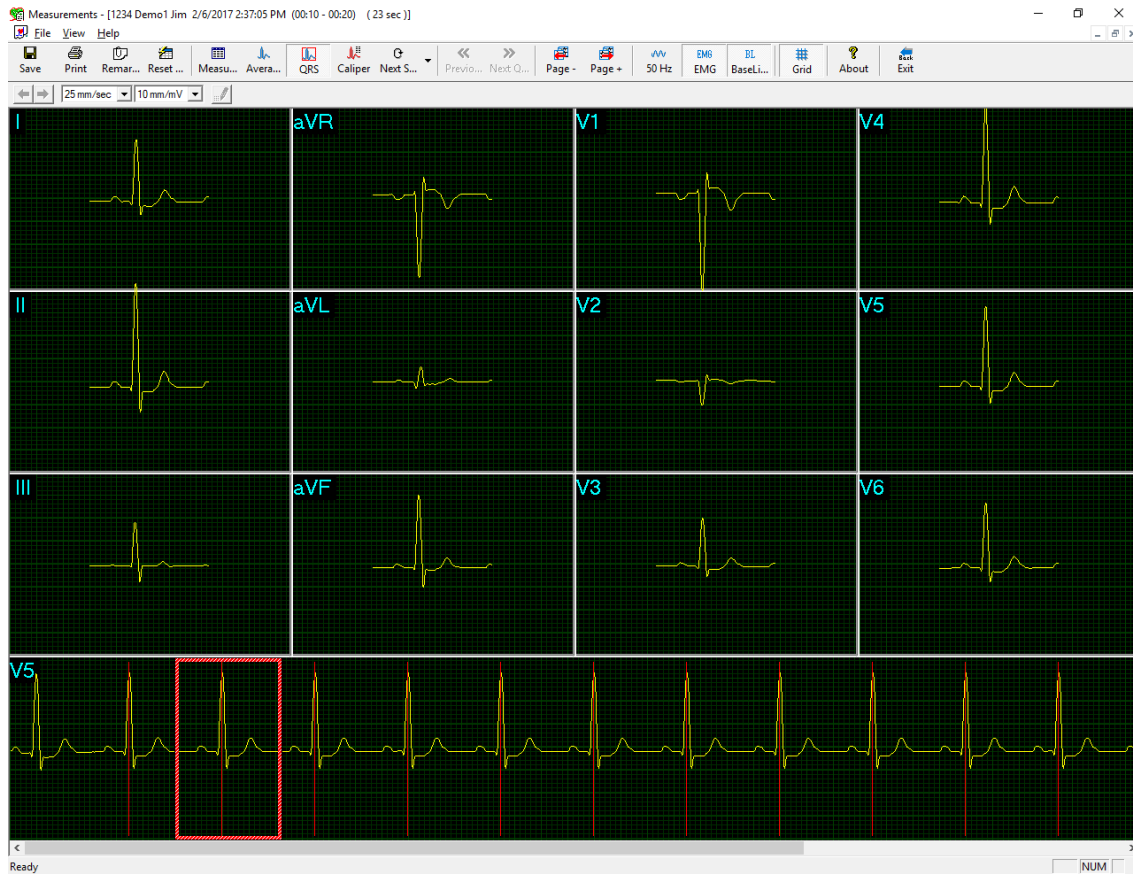 Measurements - [1234 Demo1 Jim 2/6/2017 2:37:05 PM (00:10 - 00:20) ( 23 sec )]
File View Help
Save Print Remar... Reset ... Measu... Avera... QRS Caliper Next S... Previo... Next Q... Page - Page + 50 Hz EMG EMG BL BaseLi... Grid About Back Exit
25 mm/sec 10 mm/mV
I aVR V1 V4
II aVL V2 V5
III aVF V3 V6
V5
Ready NUM